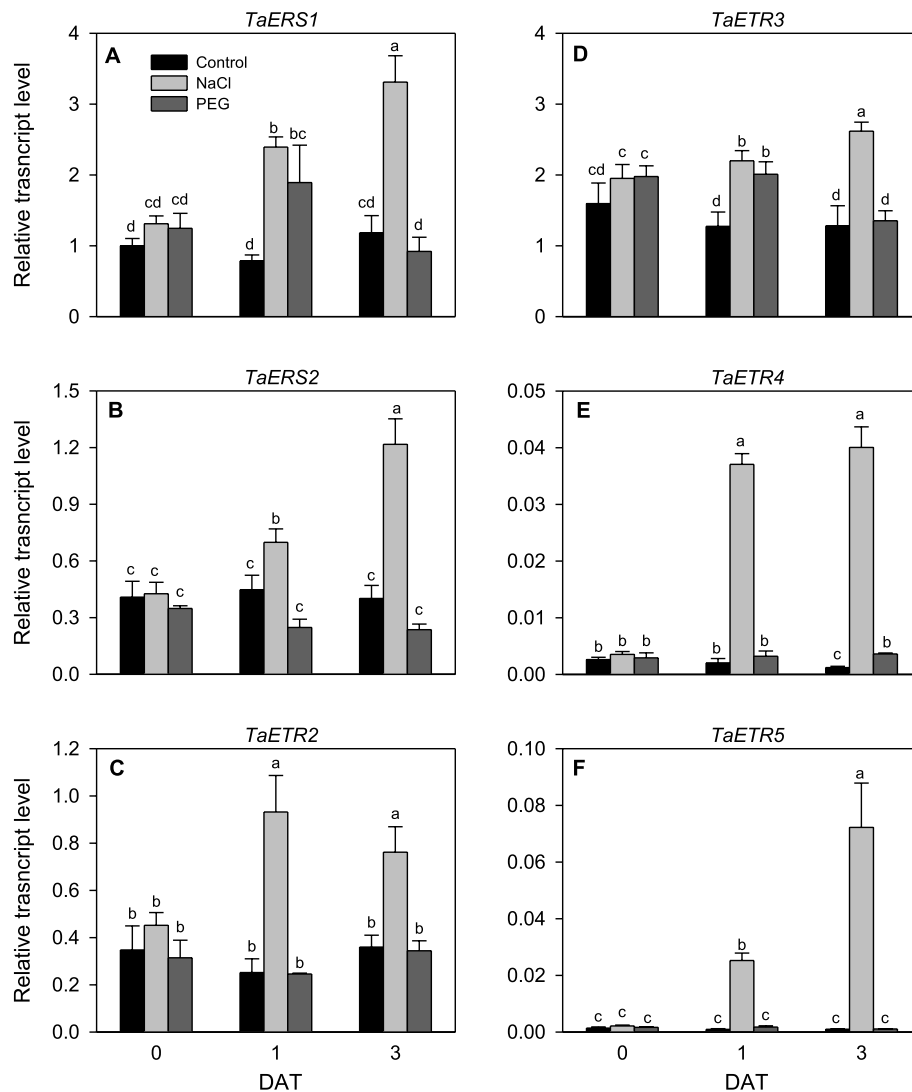 TaERS1
A
Control
NaCl
PEG
Relative trasncript level
4
3
2
1
0
d cd cd d b bc cd a d
TaETR3
D
4
3
2
1
0
cd c c d b b d a d
TaERS2
B
Relative trasncript level
1.5
1.2
0.9
0.6
0.3
0.0
c c c c b c c a c
TaETR4
E
0.05
0.04
0.03
0.02
0.01
0.00
b b b b a b c a b
TaETR2
C
Relative trasncript level
1.2
1.0
0.8
0.6
0.4
0.2
0.0
b b b b a b b a b
0 1 3
DAT
TaETR5
F
0.10
0.08
0.06
0.04
0.02
0.00
c c c c b c c a c
0 1 3
DAT